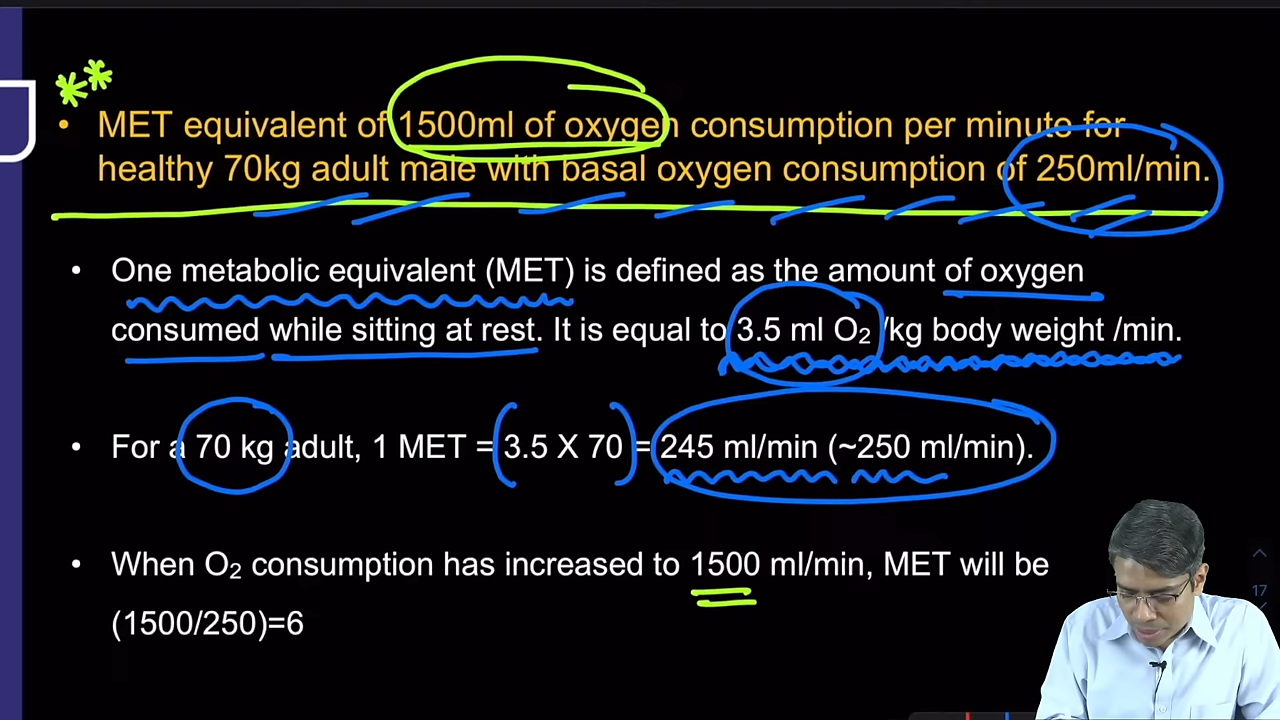 **
• MET equivalent of 1500ml of oxygen consumption per minute for
healthy 70kg adult male with basal oxygen consumption of 250ml/min.
• One metabolic equivalent (MET) is defined as the amount of oxygen
consumed while sitting at rest. It is equal to 3.5 ml O₂ /kg body weight /min.
• For a 70 kg adult, 1 MET = (3.5 X 70) = 245 ml/min (~250 ml/min).
• When O₂ consumption has increased to 1500 ml/min, MET will be
(1500/250)=6
17